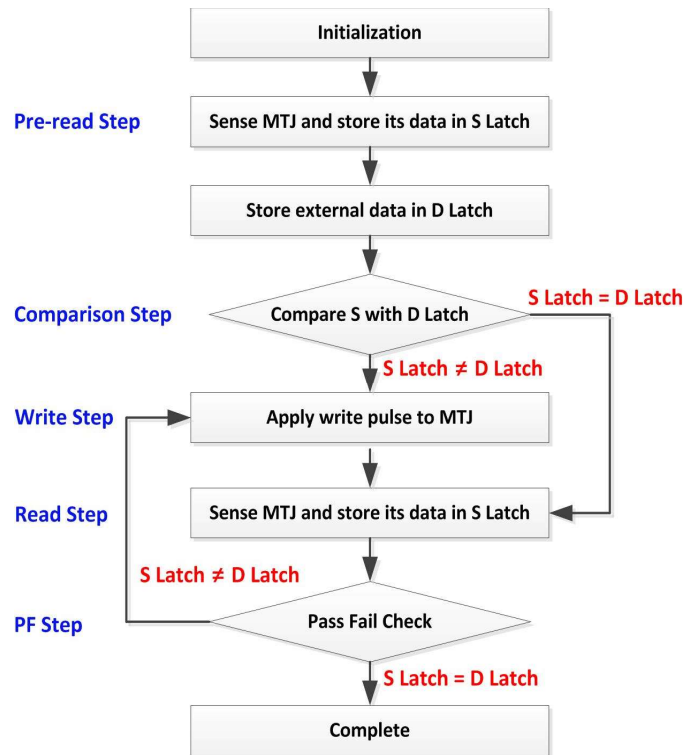 Initialization
Pre-read Step
Sense MTJ and store its data in S Latch
Store external data in D Latch
S Latch = D Latch
Comparison Step
Compare S with D Latch
S Latch ≠ D Latch
Write Step
Apply write pulse to MTJ
Read Step
Sense MTJ and store its data in S Latch
S Latch ≠ D Latch
PF Step
Pass Fail Check
S Latch = D Latch
Complete